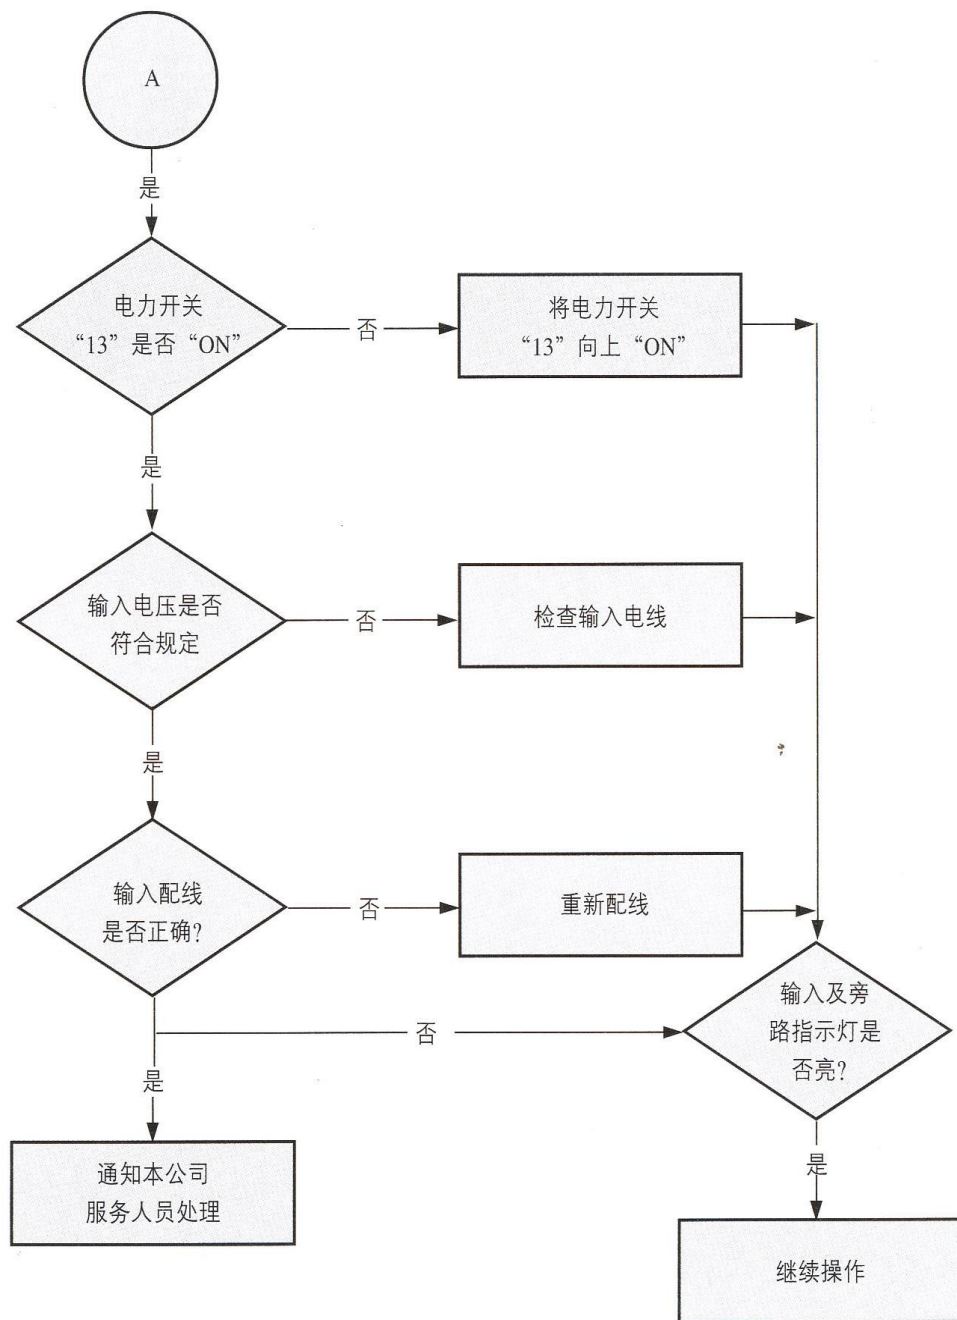 A
是
电力开关
“13”是否“ON”
否
将电力开关
“13”向上“ON”
是
输入电压是否
符合规定
否
检查输入电线
是
输入配线
是否正确?
否
重新配线
输入及旁
路指示灯是
否亮?
否
是
通知本公司
服务人员处理
是
继续操作